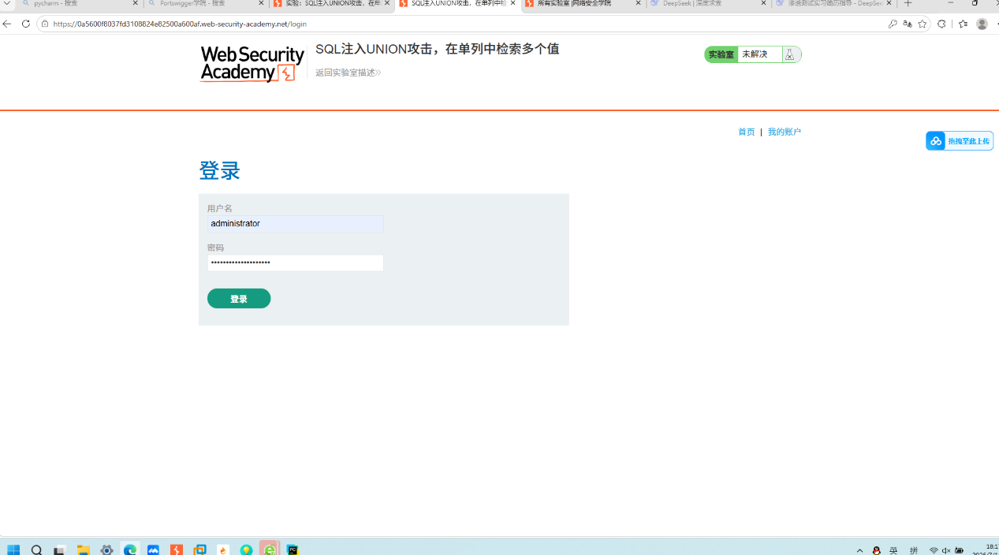 pycharm - 搜索
Portswigger学院 - 搜索
实验：SQL注入UNION攻击，在单
SQL注入UNION攻击，在单列中检
所有实验室 |网络安全学院
DeepSeek | 深度求索
渗透测试实习简历指导 - DeepSee
https://0a5600f8037fd3108824e82500a600af.web-security-academy.net/login
WebSecurity
Academy
SQL注入UNION攻击，在单列中检索多个值
返回实验室描述
实验室
未解决
首页 | 我的账户
拖拽至此上传
登录
用户名
administrator
密码
登录
英
拼
18:1